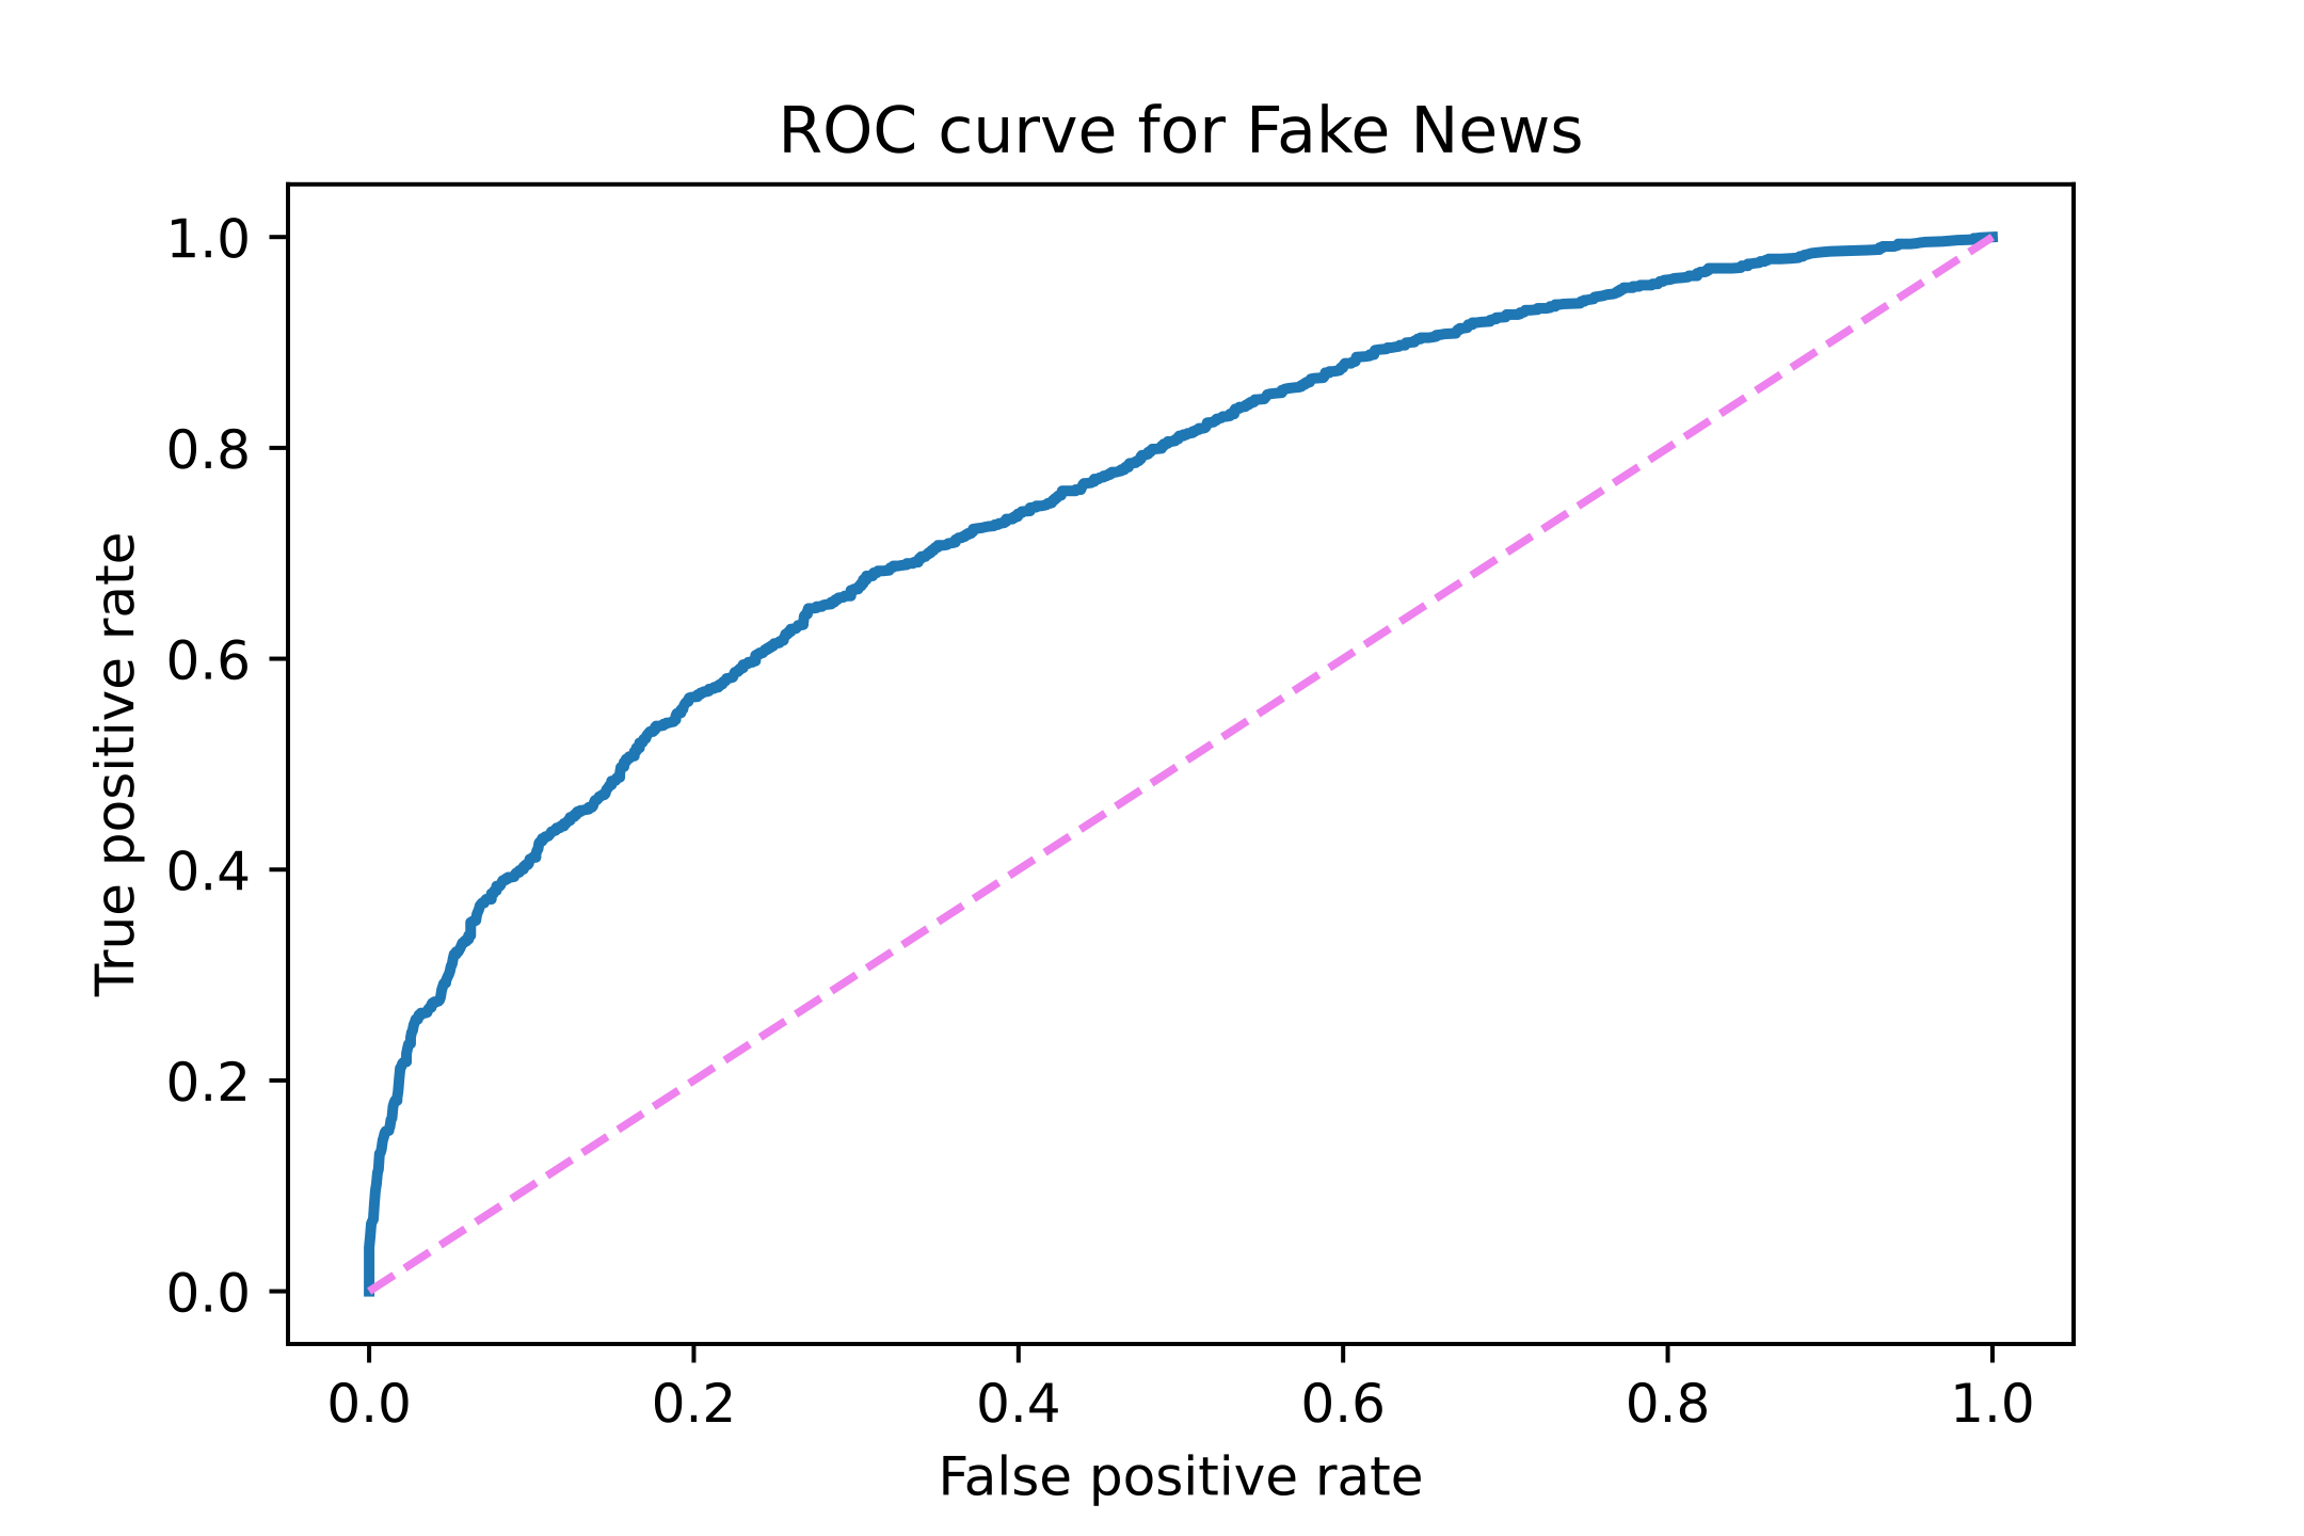 ROC curve for Fake News
True positive rate
1.0
0.8
0.6
0.4
0.2
0.0
0.0 0.2 0.4 0.6 0.8 1.0
False positive rate